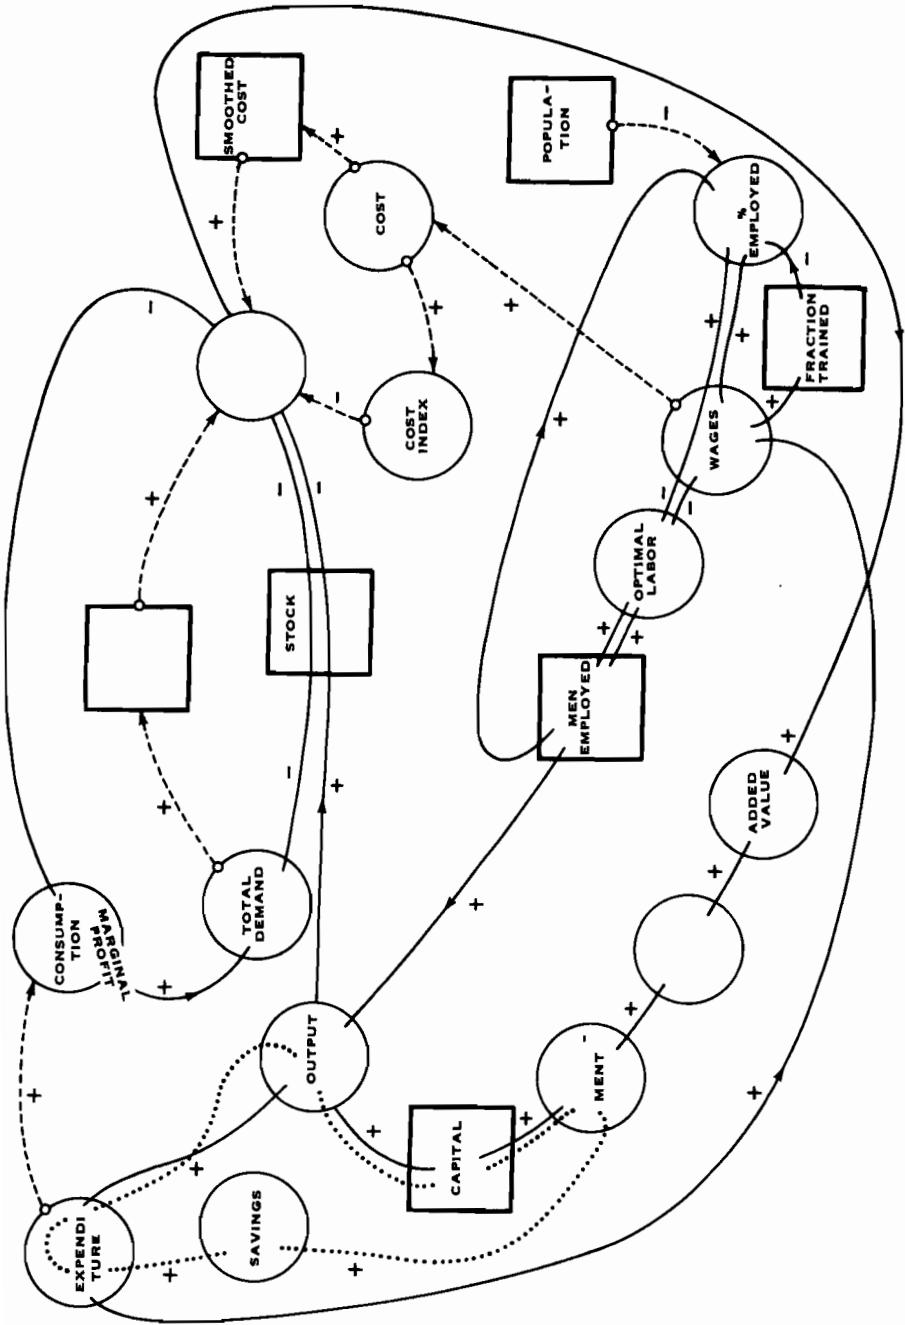 EXPENDI
TURE
CONSUMP-
TION
MARGINAL
PROFIT
SAVINGS
TOTAL
DEMAND
SMOOTHED
COST
OUTPUT
STOCK
COST
COST
INDEX
CAPITAL
MENT
MEN
EMPLOYED
OPTIMAL
LABOR
POPULA-
TION
WAGES
%
EMPLOYED
ADDED
VALUE
FRACTION
TRAINED